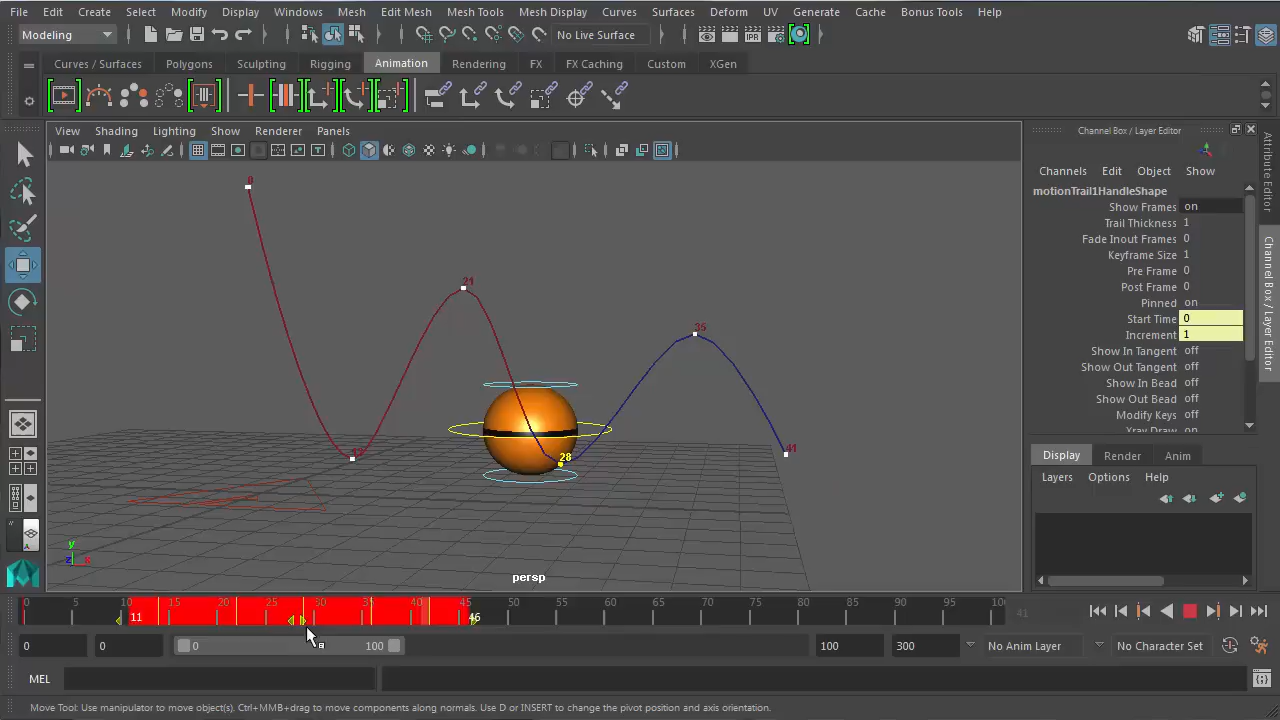 File Edit Create Select Modify Display Windows Mesh Edit Mesh Mesh Tools Mesh Display Curves Surfaces Deform UV Generate Cache Bonus Tools Help
Modeling No Live Surface
Curves / Surfaces Polygons Sculpting Rigging Animation Rendering FX FX Caching Custom XGen
View Shading Lighting Show Renderer Panels
Channel Box / Layer Editor
Channels Edit Object Show
motionTrail1HandleShape
Show Frames on
Trail Thickness 1
Fade Inout Frames 0
Keyframe Size 1
Pre Frame 0
Post Frame 0
Pinned on
Start Time 0
Increment 1
Show In Tangent off
Show Out Tangent off
Show In Bead off
Show Out Bead off
Modify Keys off
Xray Draw
Attribute Editor
Channel Box / Layer Editor
Display Render Anim
Layers Options Help
0
21
35
28
41
y
z x
persp
0 5 10 15 20 25 30 35 40 45 50 55 60 65 70 75 80 85 90 95 100
11 46 41
0 0 0 100 100 300 No Anim Layer No Character Set
MEL
Move Tool: Use manipulator to move object(s). Ctrl+MMB+drag to move components along normals. Use D or INSERT to change the pivot position and axis orientation.